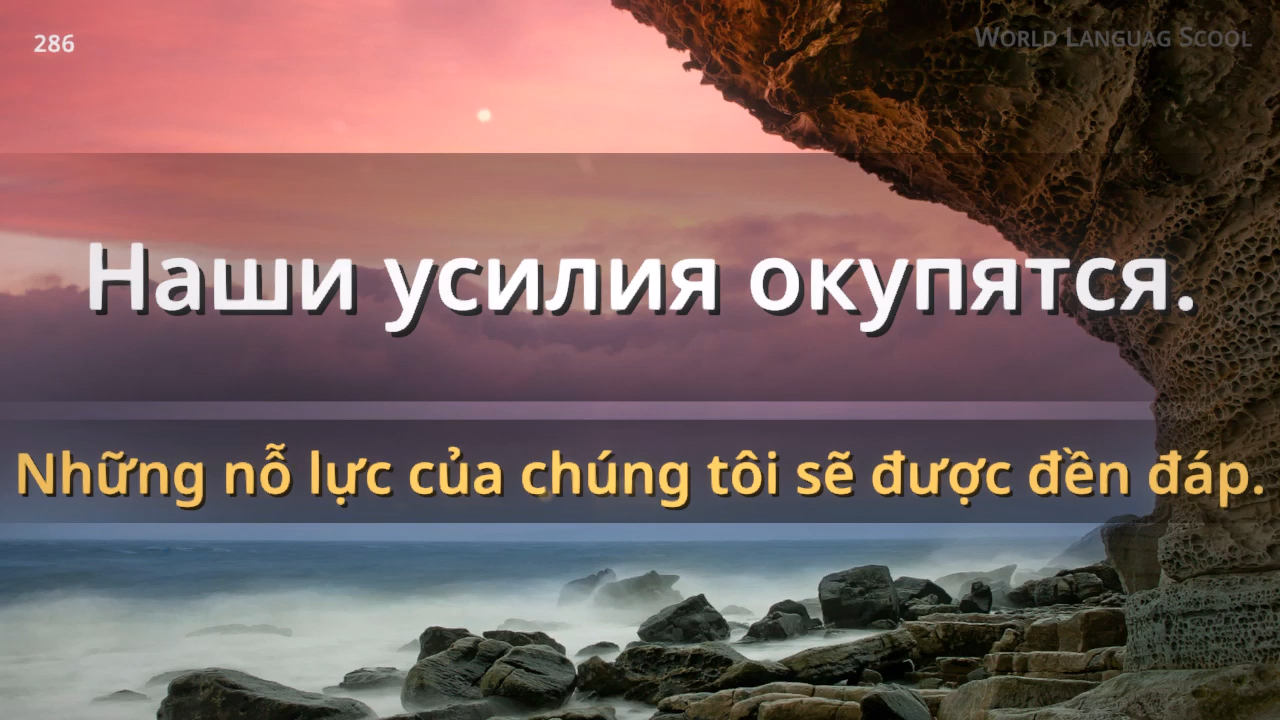 286
World Languag Scool
Наши усилия окупятся.
Những nỗ lực của chúng tôi sẽ được đền đáp.